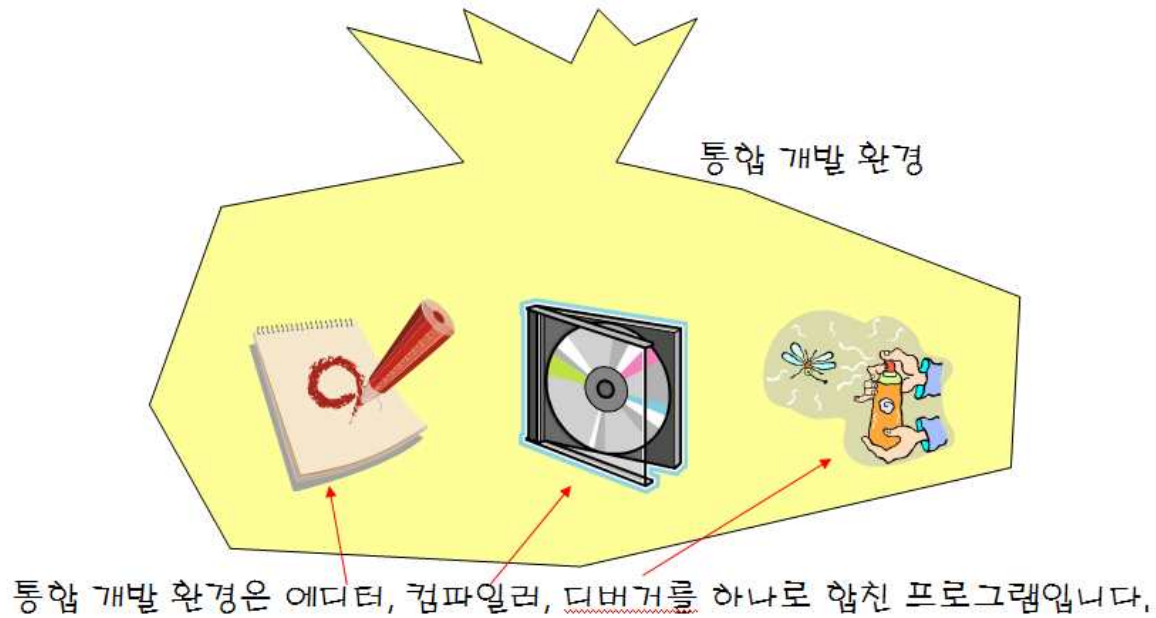 통합 개발 환경
통합 개발 환경은 에디터, 컴파일러, 디버거를 하나로 합친 프로그램입니다.